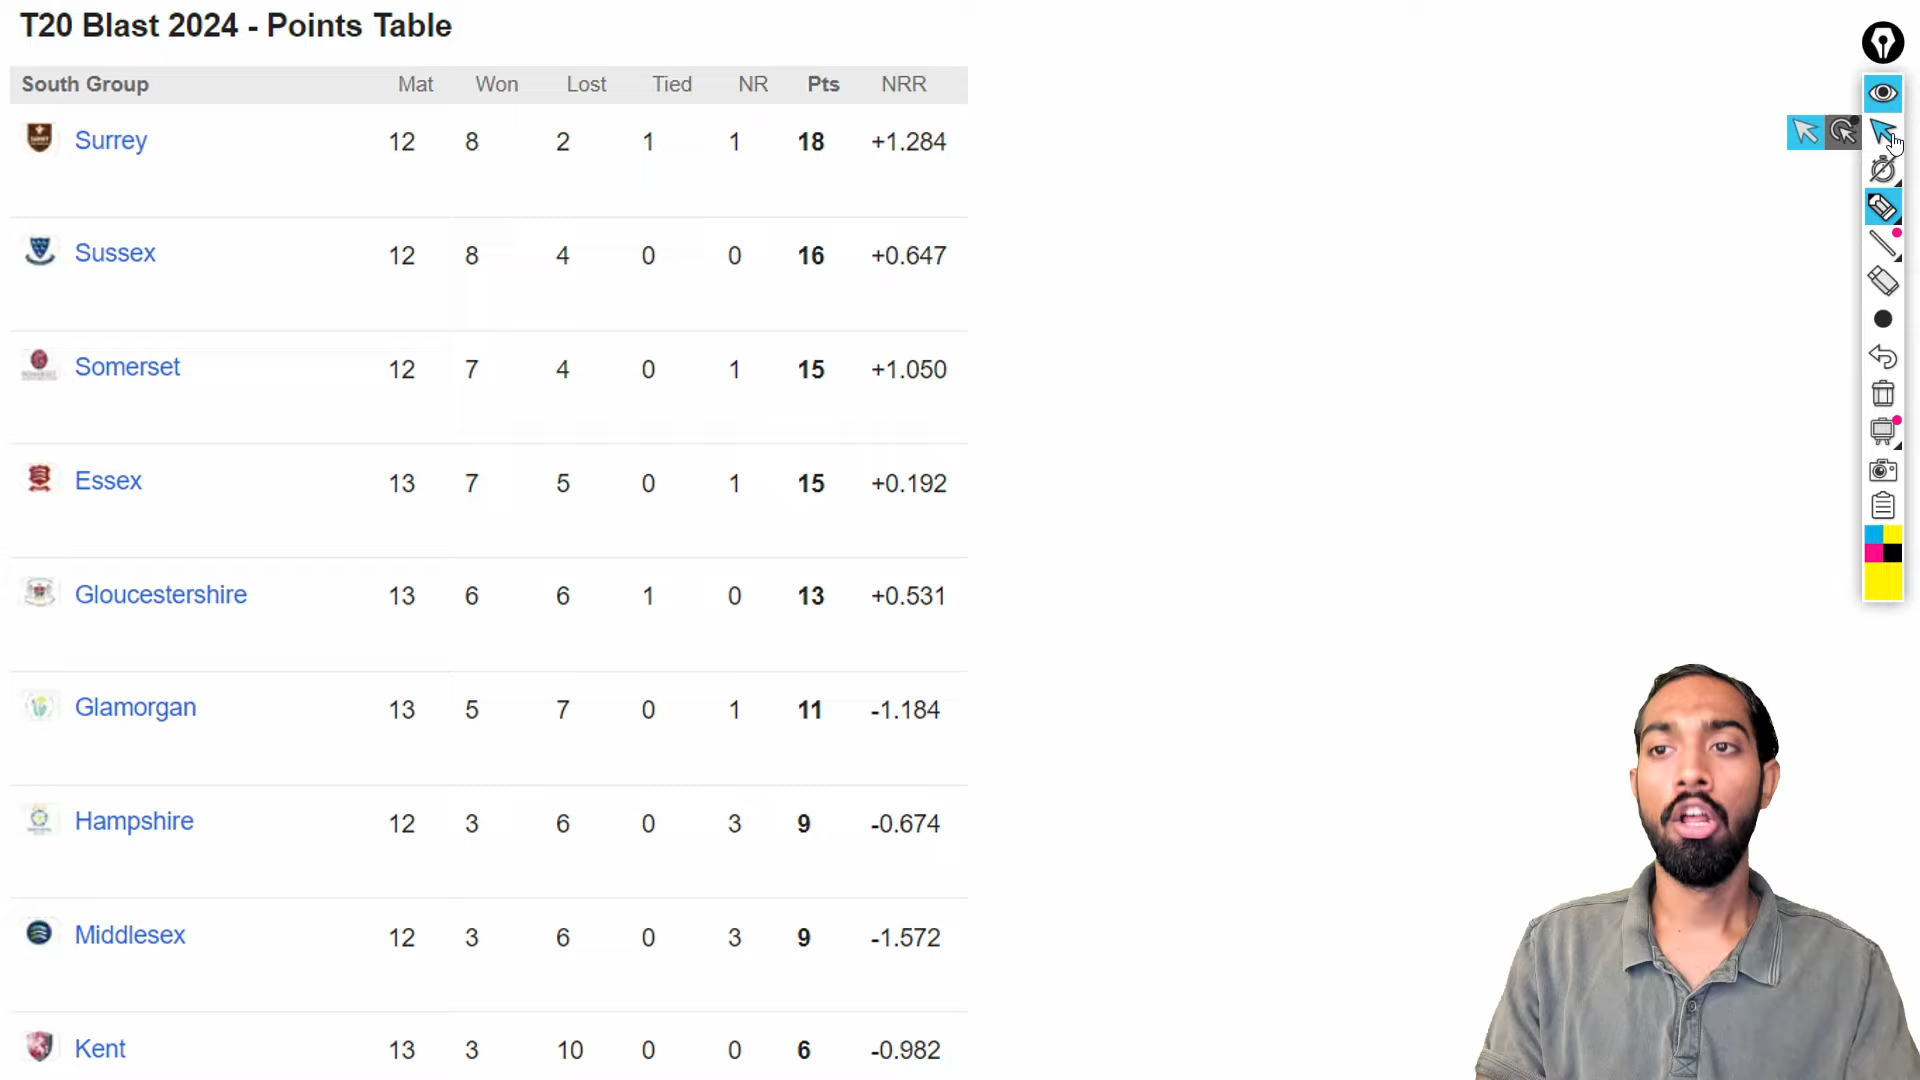 T20 Blast 2024 - Points Table
South Group Mat Won Lost Tied NR Pts NRR
Surrey 12 8 2 1 1 18 +1.284
Sussex 12 8 4 0 0 16 +0.647
Somerset 12 7 4 0 1 15 +1.050
Essex 13 7 5 0 1 15 +0.192
Gloucestershire 13 6 6 1 0 13 +0.531
Glamorgan 13 5 7 0 1 11 -1.184
Hampshire 12 3 6 0 3 9 -0.674
Middlesex 12 3 6 0 3 9 -1.572
Kent 13 3 10 0 0 6 -0.982